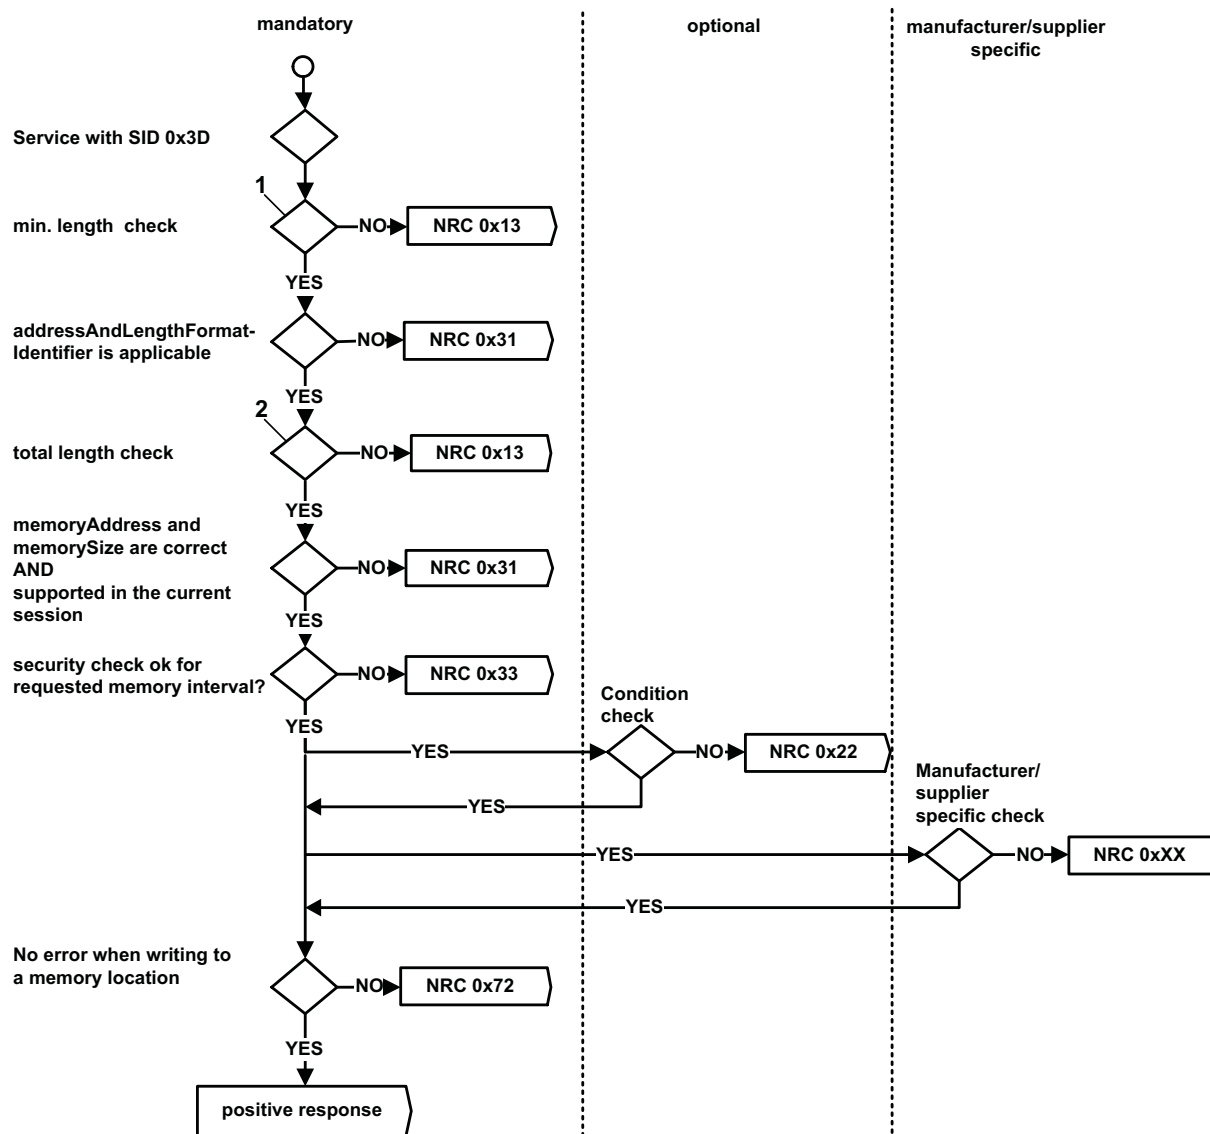 mandatory
optional
manufacturer/supplier
specific
Service with SID 0x3D
1
min. length  check
NO
NRC 0x13
YES
addressAndLengthFormat-
Identifier is applicable
NO
NRC 0x31
YES
2
total length check
NO
NRC 0x13
YES
memoryAddress and
memorySize are correct
AND
supported in the current
session
NO
NRC 0x31
YES
security check ok for
requested memory interval?
NO
NRC 0x33
YES
Condition
check
YES
NO
NRC 0x22
YES
Manufacturer/
supplier
specific check
YES
NO
NRC 0xXX
YES
No error when writing to
a memory location
NO
NRC 0x72
YES
positive response